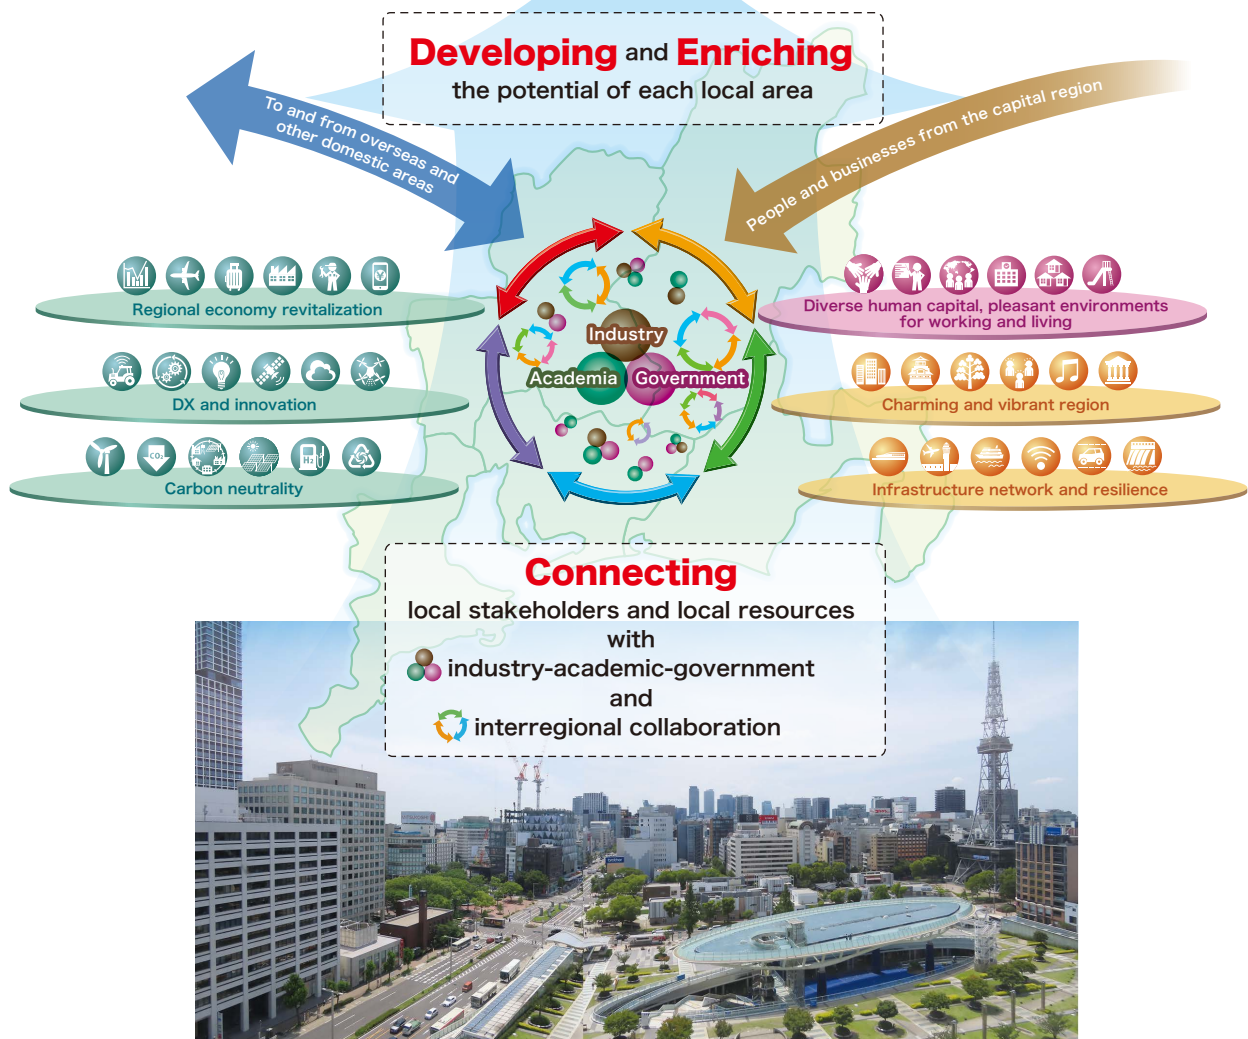 Developing and Enriching
the potential of each local area
To and from overseas and
other domestic areas
People and businesses from the capital region
Regional economy revitalization
DX and innovation
CO₂
H₂
Carbon neutrality
Industry
Academia
Government
Diverse human capital, pleasant environments
for working and living
Charming and vibrant region
Infrastructure network and resilience
Connecting
local stakeholders and local resources
with
industry-academic-government
and
interregional collaboration